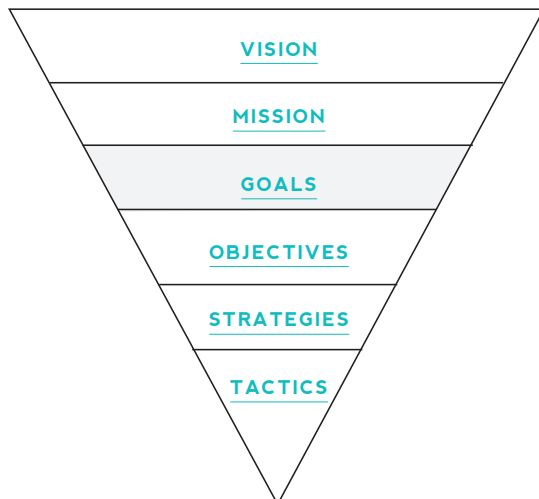 VISION
MISSION
GOALS
OBJECTIVES
STRATEGIES
TACTICS